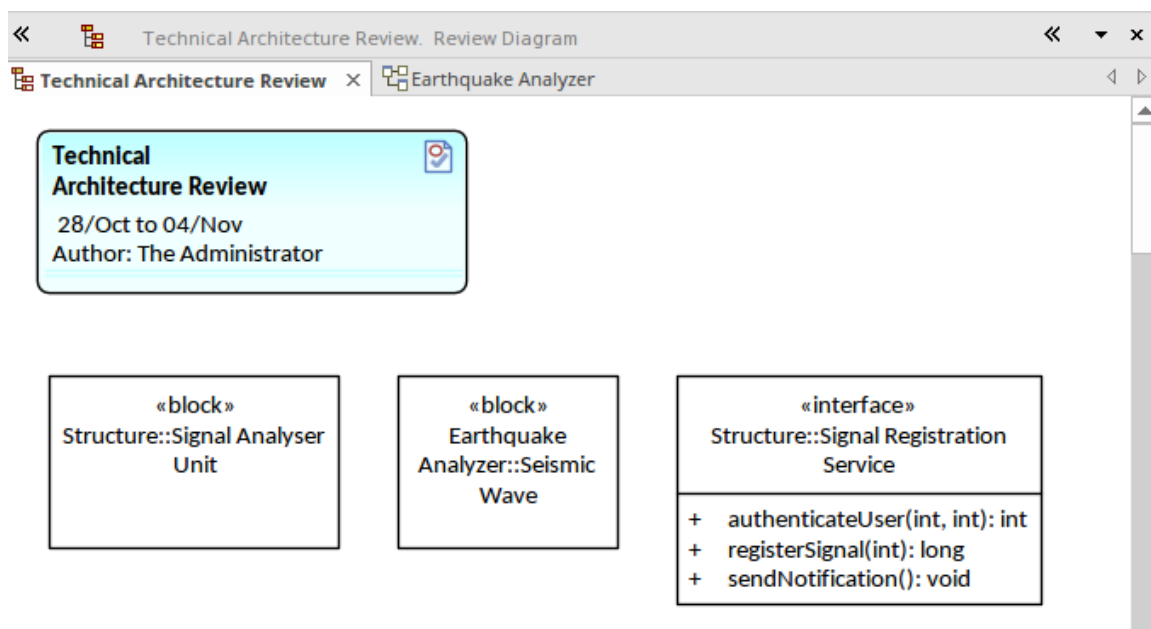 Technical Architecture Review. Review Diagram
Technical Architecture Review
Earthquake Analyzer
Technical
Architecture Review
28/Oct to 04/Nov
Author: The Administrator
«block»
Structure::Signal Analyser
Unit
«block»
Earthquake
Analyzer::Seismic
Wave
«interface»
Structure::Signal Registration
Service
+ authenticateUser(int, int): int
+ registerSignal(int): long
+ sendNotification(): void